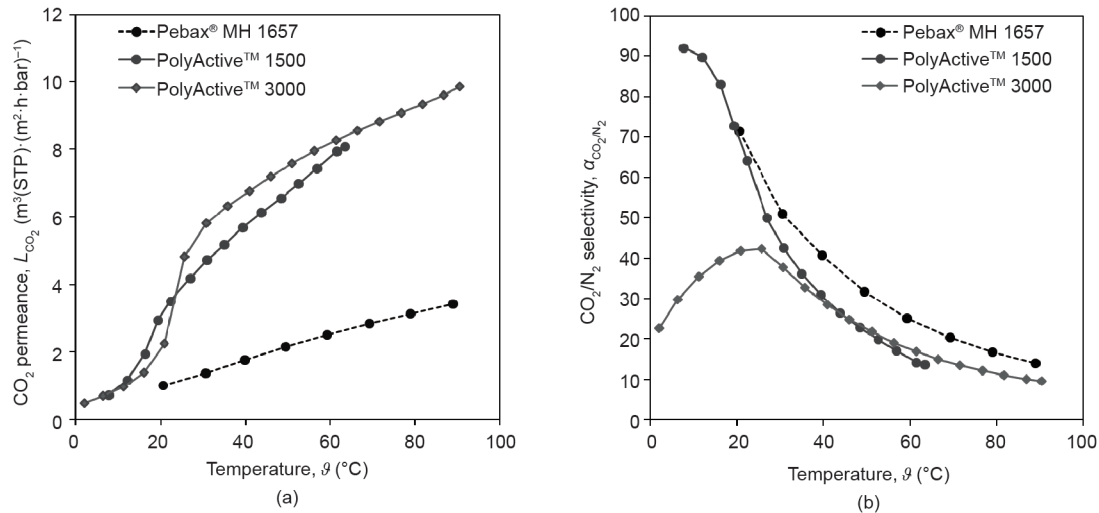 12
10
8
6
4
2
0
0
20
40
60
80
100
CO₂ permeance, L_CO₂ (m³(STP)·(m²·h·bar)⁻¹)
Pebax® MH 1657
PolyActive™ 1500
PolyActive™ 3000
Temperature, ϑ (°C)
(a)
100
90
80
70
60
50
40
30
20
10
0
0
20
40
60
80
100
CO₂/N₂ selectivity, α_CO₂/N₂
Pebax® MH 1657
PolyActive™ 1500
PolyActive™ 3000
Temperature, ϑ (°C)
(b)